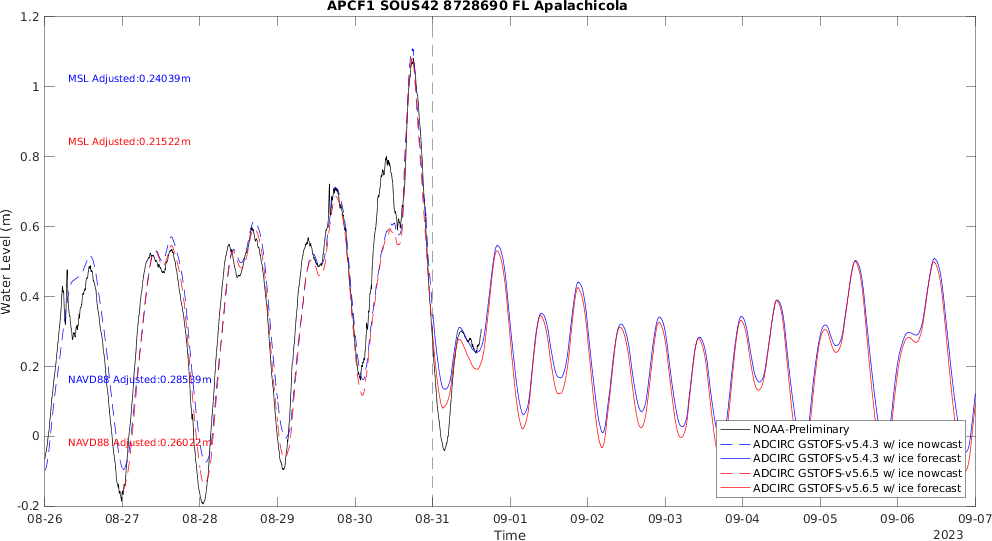 APCF1 SOUS42 8728690 FL Apalachicola
1.2
1
0.8
0.6
0.4
0.2
0
-0.2
Water Level (m)
MSL Adjusted:0.24039m
MSL Adjusted:0.21522m
NAVD88 Adjusted:0.28539m
NAVD88 Adjusted:0.26022m
NOAA-Preliminary
ADCIRC GSTOFS-v5.4.3 w/ ice nowcast
ADCIRC GSTOFS-v5.4.3 w/ ice forecast
ADCIRC GSTOFS-v5.6.5 w/ ice nowcast
ADCIRC GSTOFS-v5.6.5 w/ ice forecast
08-26 08-27 08-28 08-29 08-30 08-31 09-01 09-02 09-03 09-04 09-05 09-06 09-07
Time
2023